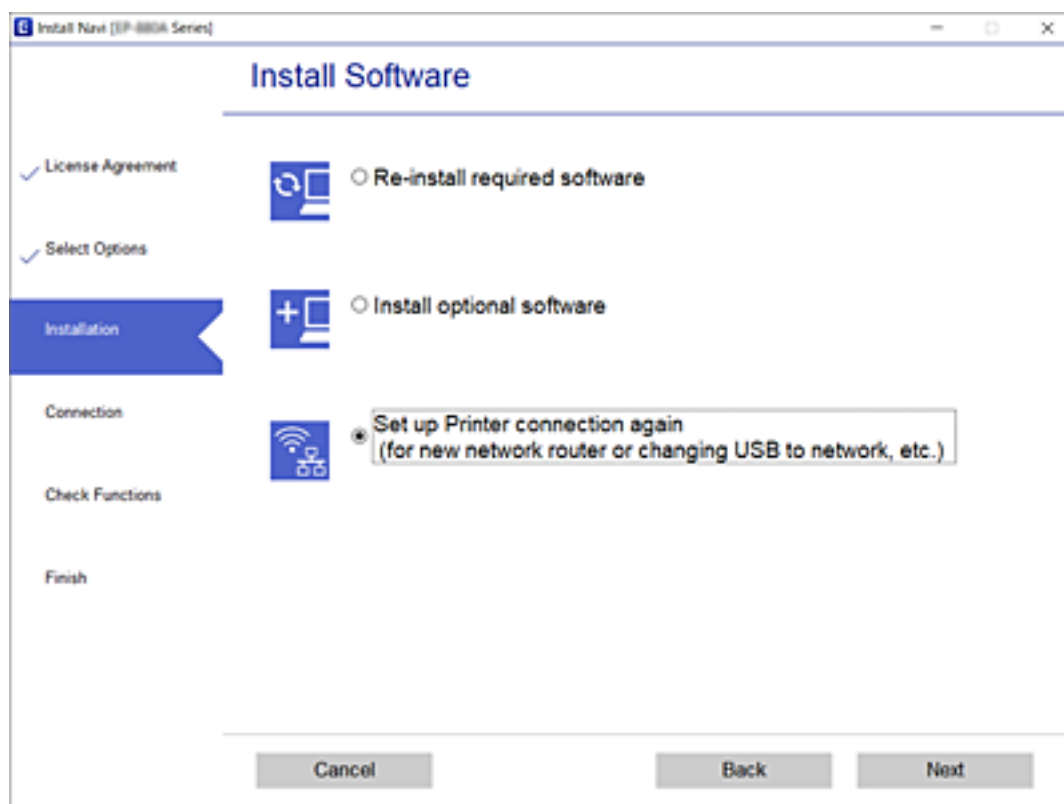 Install Navi [EP-880A Series]
Install Software
License Agreement
Select Options
Installation
Connection
Check Functions
Finish
Re-install required software
Install optional software
Set up Printer connection again
(for new network router or changing USB to network, etc.)
Cancel
Back
Next